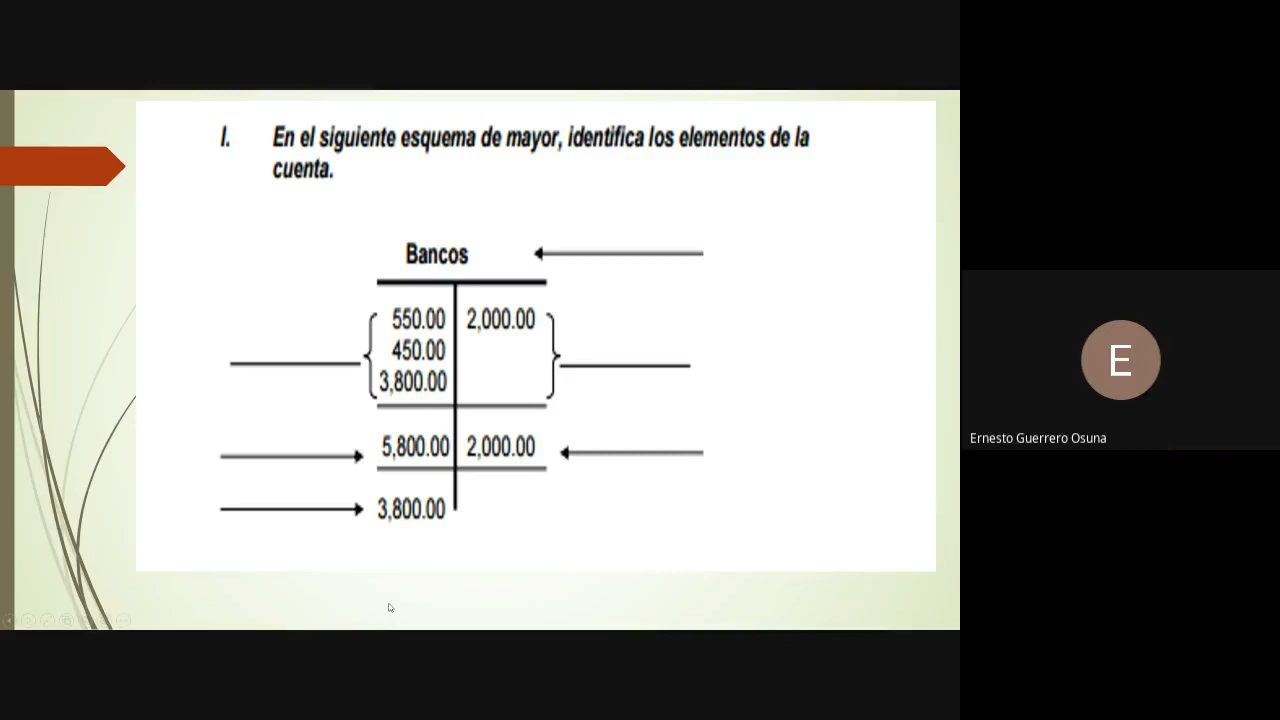 I. En el siguiente esquema de mayor, identifica los elementos de la
cuenta.
Bancos
550.00 2,000.00
450.00
3,800.00
5,800.00 2,000.00
3,800.00
E
Ernesto Guerrero Osuna